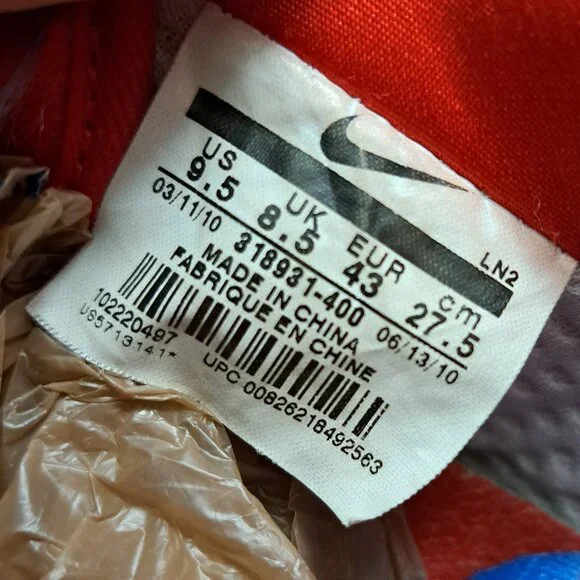 LN2
US UK EUR cm
9.5 8.5 43 27.5
03/11/10 318931-400 06/13/10
MADE IN CHINA
FABRIQUE EN CHINE
102220497
US5713141* UPC 00826218492563